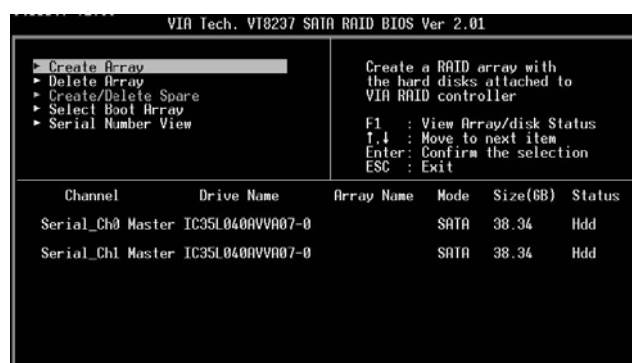 VIA Tech. VT8237 SATA RAID BIOS Ver 2.01
► Create Array
► Delete Array
► Create/Delete Spare
► Select Boot Array
► Serial Number View
Create a RAID array with
the hard disks attached to
VIA RAID controller
F1 : View Array/disk Status
↑,↓ : Move to next item
Enter: Confirm the selection
ESC : Exit
Channel Drive Name Array Name Mode Size(GB) Status
Serial_Ch0 Master IC35L040AVVA07-0 SATA 38.34 Hdd
Serial_Ch1 Master IC35L040AVVA07-0 SATA 38.34 Hdd